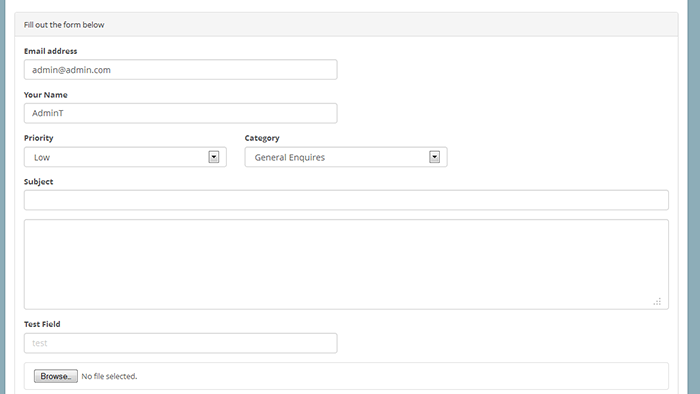 Fill out the form below
Email address
admin@admin.com
Your Name
AdminT
Priority Category
Low General Enquires
Subject
Test Field
test
Browse.. No file selected.